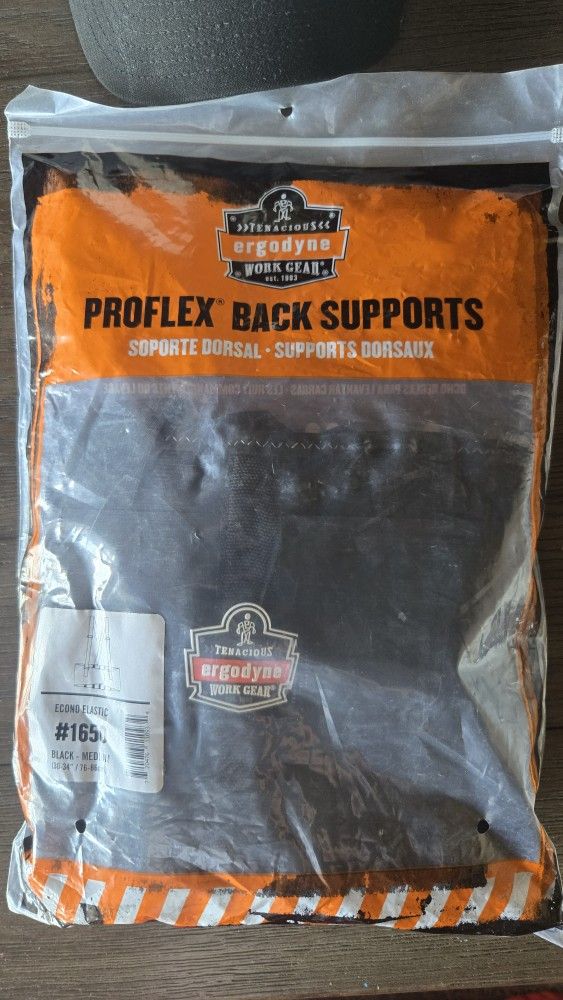 TENACIOUS
ergodyne
WORK GEAR®
EST. 1983
PROFLEX® BACK SUPPORTS
SOPORTE DORSAL • SUPPORTS DORSAUX
TENACIOUS
ergodyne
WORK GEAR®
ECONO ELASTIC
#1650
BLACK - MEDIUM